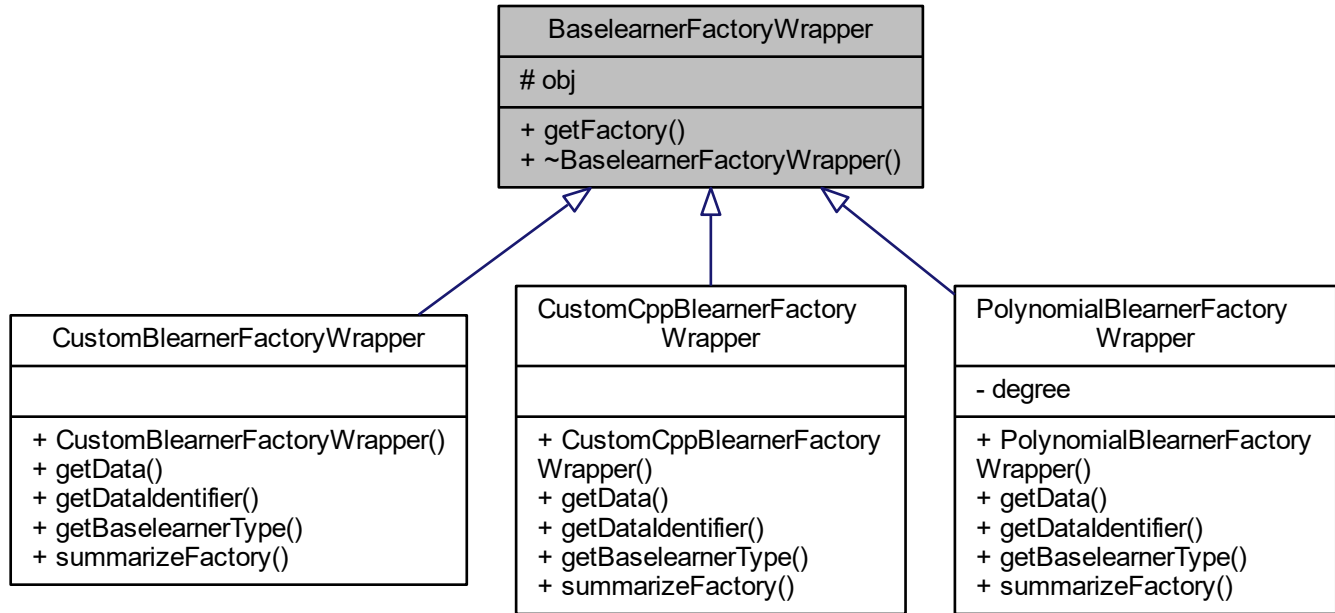 BaselearnerFactoryWrapper
# obj
+ getFactory()
+ ~BaselearnerFactoryWrapper()
CustomBlearnerFactoryWrapper
+ CustomBlearnerFactoryWrapper()
+ getData()
+ getDataIdentifier()
+ getBaselearnerType()
+ summarizeFactory()
CustomCppBlearnerFactory
Wrapper
+ CustomCppBlearnerFactory
Wrapper()
+ getData()
+ getDataIdentifier()
+ getBaselearnerType()
+ summarizeFactory()
PolynomialBlearnerFactory
Wrapper
- degree
+ PolynomialBlearnerFactory
Wrapper()
+ getData()
+ getDataIdentifier()
+ getBaselearnerType()
+ summarizeFactory()